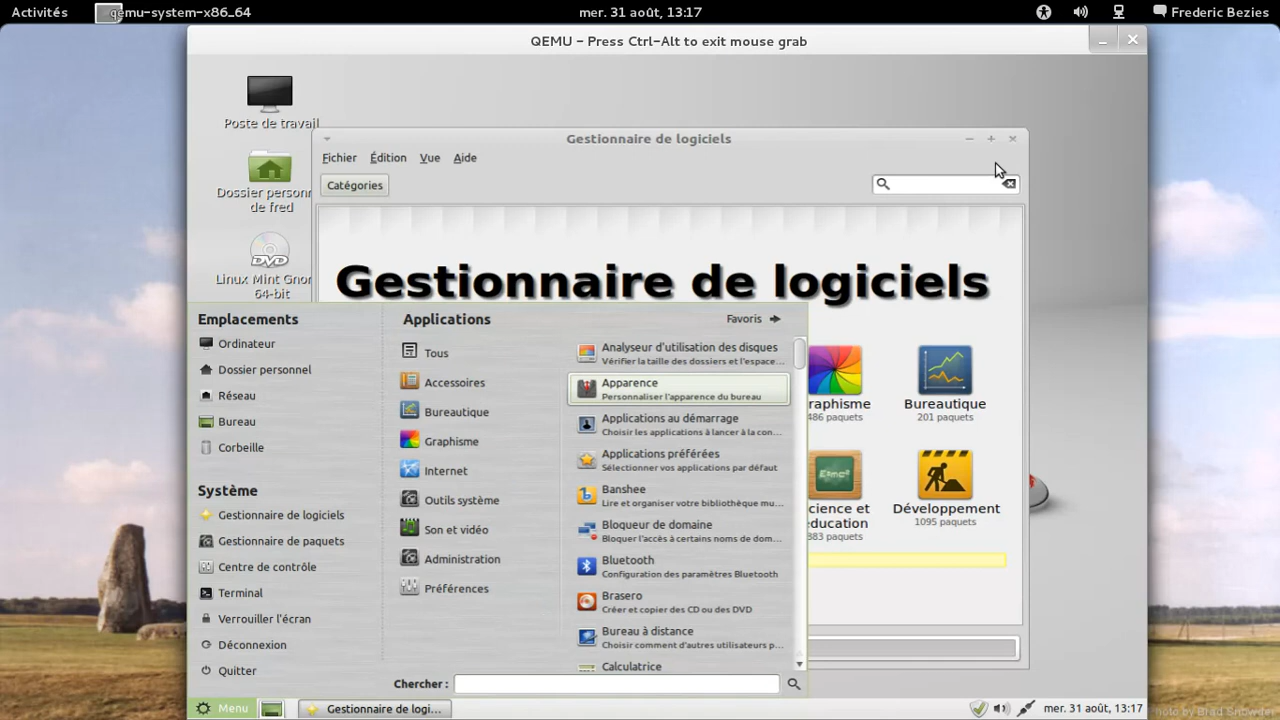 Activités
qemu-system-x86_64
mer. 31 août, 13:17
Frederic Bezies
QEMU – Press Ctrl-Alt to exit mouse grab
Poste de travail
Dossier personn
de fred
Linux Mint Gnom
64-bit
Gestionnaire de logiciels
Fichier Édition Vue Aide
Catégories
Gestionnaire de logiciels
raphisme
486 paquets
Bureautique
201 paquets
cience et
éducation
383 paquets
Développement
1095 paquets
Emplacements
Ordinateur
Dossier personnel
Réseau
Bureau
Corbeille
Système
Gestionnaire de logiciels
Gestionnaire de paquets
Centre de contrôle
Terminal
Verrouiller l'écran
Déconnexion
Quitter
Applications
Favoris
Tous
Accessoires
Bureautique
Graphisme
Internet
Outils système
Son et vidéo
Administration
Préférences
Analyseur d'utilisation des disques
Vérifier la taille des dossiers et l'espace...
Apparence
Personnaliser l'apparence du bureau
Applications au démarrage
Choisir les applications à lancer à la con...
Applications préférées
Sélectionner vos applications par défaut
Banshee
Lire et organiser votre bibliothèque mu...
Bloqueur de domaine
Bloquer l'accès à certains noms de dom...
Bluetooth
Configuration des paramètres Bluetooth
Brasero
Créer et copier des CD ou des DVD
Bureau à distance
Choisir comment d'autres utilisateurs p...
Calculatrice
Chercher :
Menu
Gestionnaire de logi...
mer. 31 août, 13:17
Photo by Brad Snowder